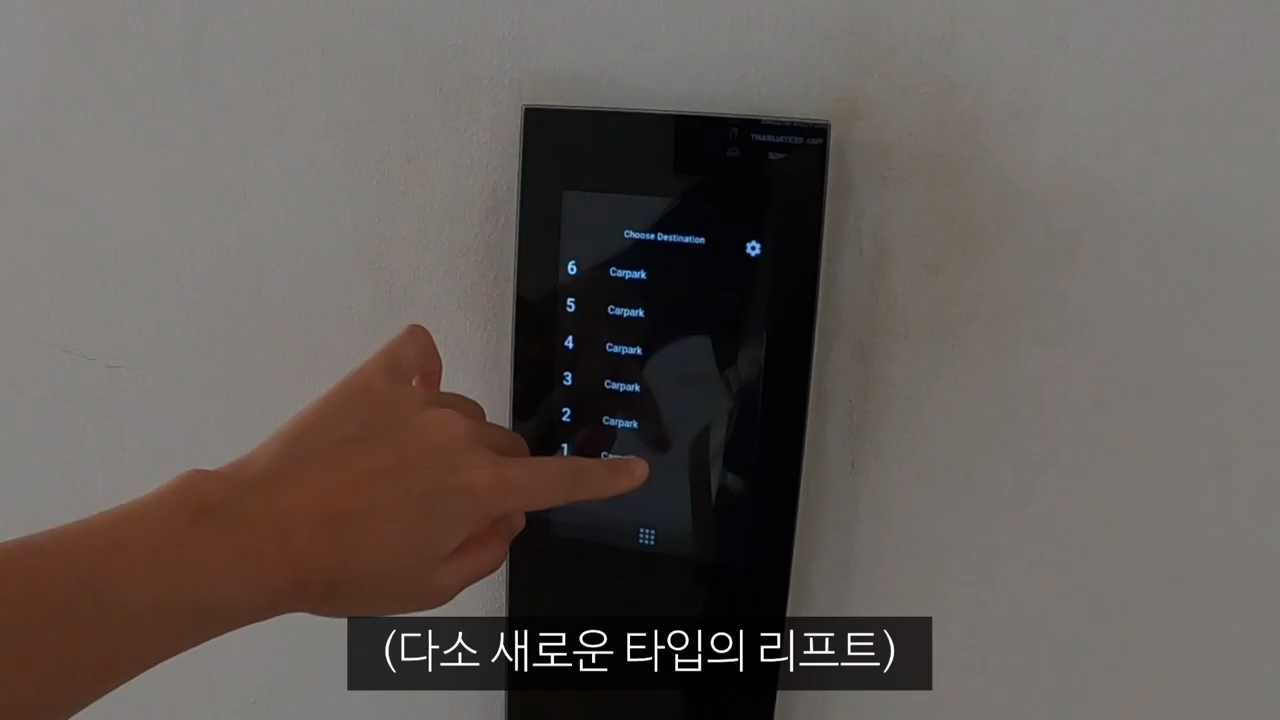 Choose Destination
6 Carpark
5 Carpark
4 Carpark
3 Carpark
2 Carpark
1
(다소 새로운 타입의 리프트)